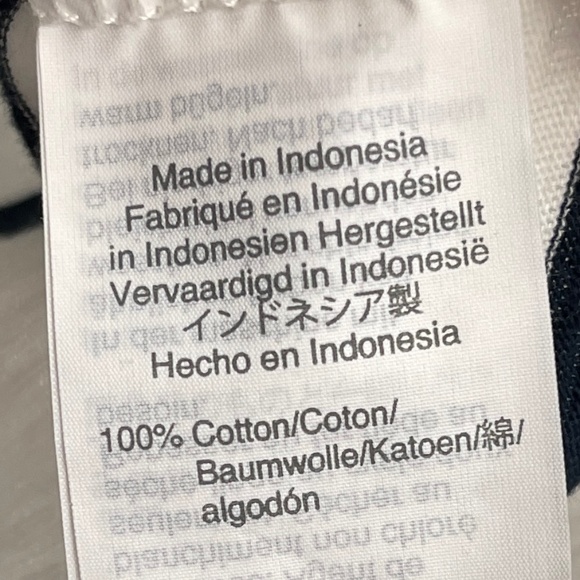 Made in Indonesia
Fabriqué en Indonésie
in Indonesien Hergestellt
Vervaardigd in Indonesië
インドネシア製
Hecho en Indonesia
100% Cotton/Coton/
Baumwolle/Katoen/綿/
algodón